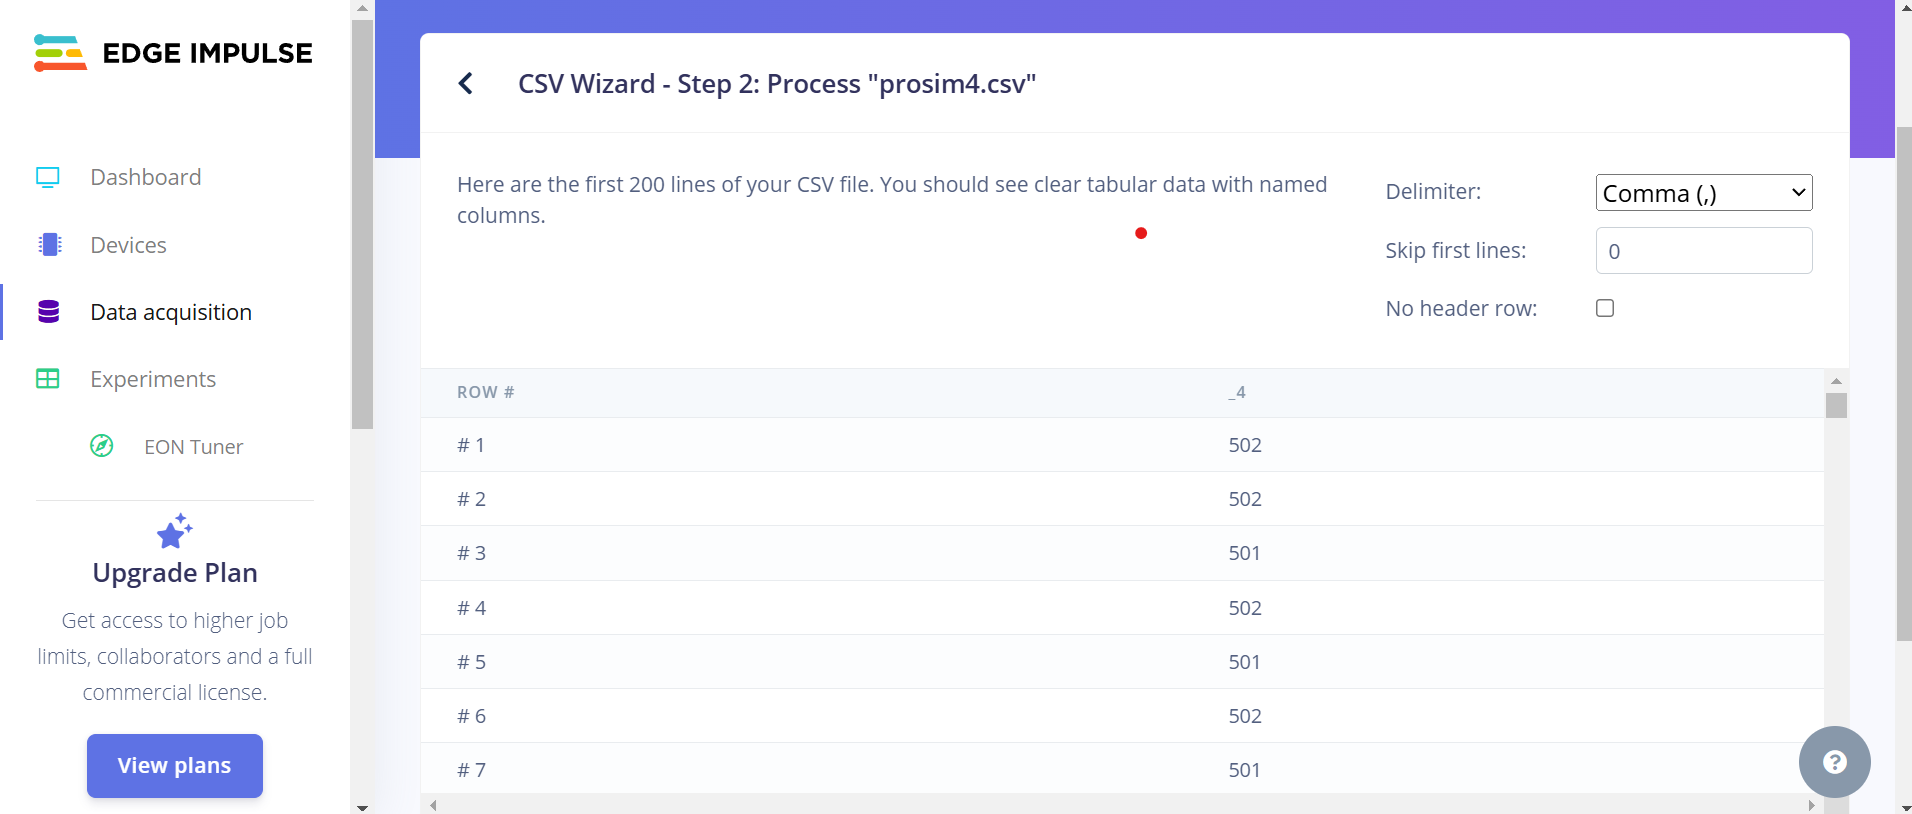 EDGE IMPULSE
Dashboard
Devices
Data acquisition
Experiments
EON Tuner
Upgrade Plan
Get access to higher job
limits, collaborators and a full
commercial license.
View plans
CSV Wizard - Step 2: Process "prosim4.csv"
Here are the first 200 lines of your CSV file. You should see clear tabular data with named
columns.
Delimiter: Comma (,)
Skip first lines: 0
No header row:
ROW # _4
# 1 502
# 2 502
# 3 501
# 4 502
# 5 501
# 6 502
# 7 501
?